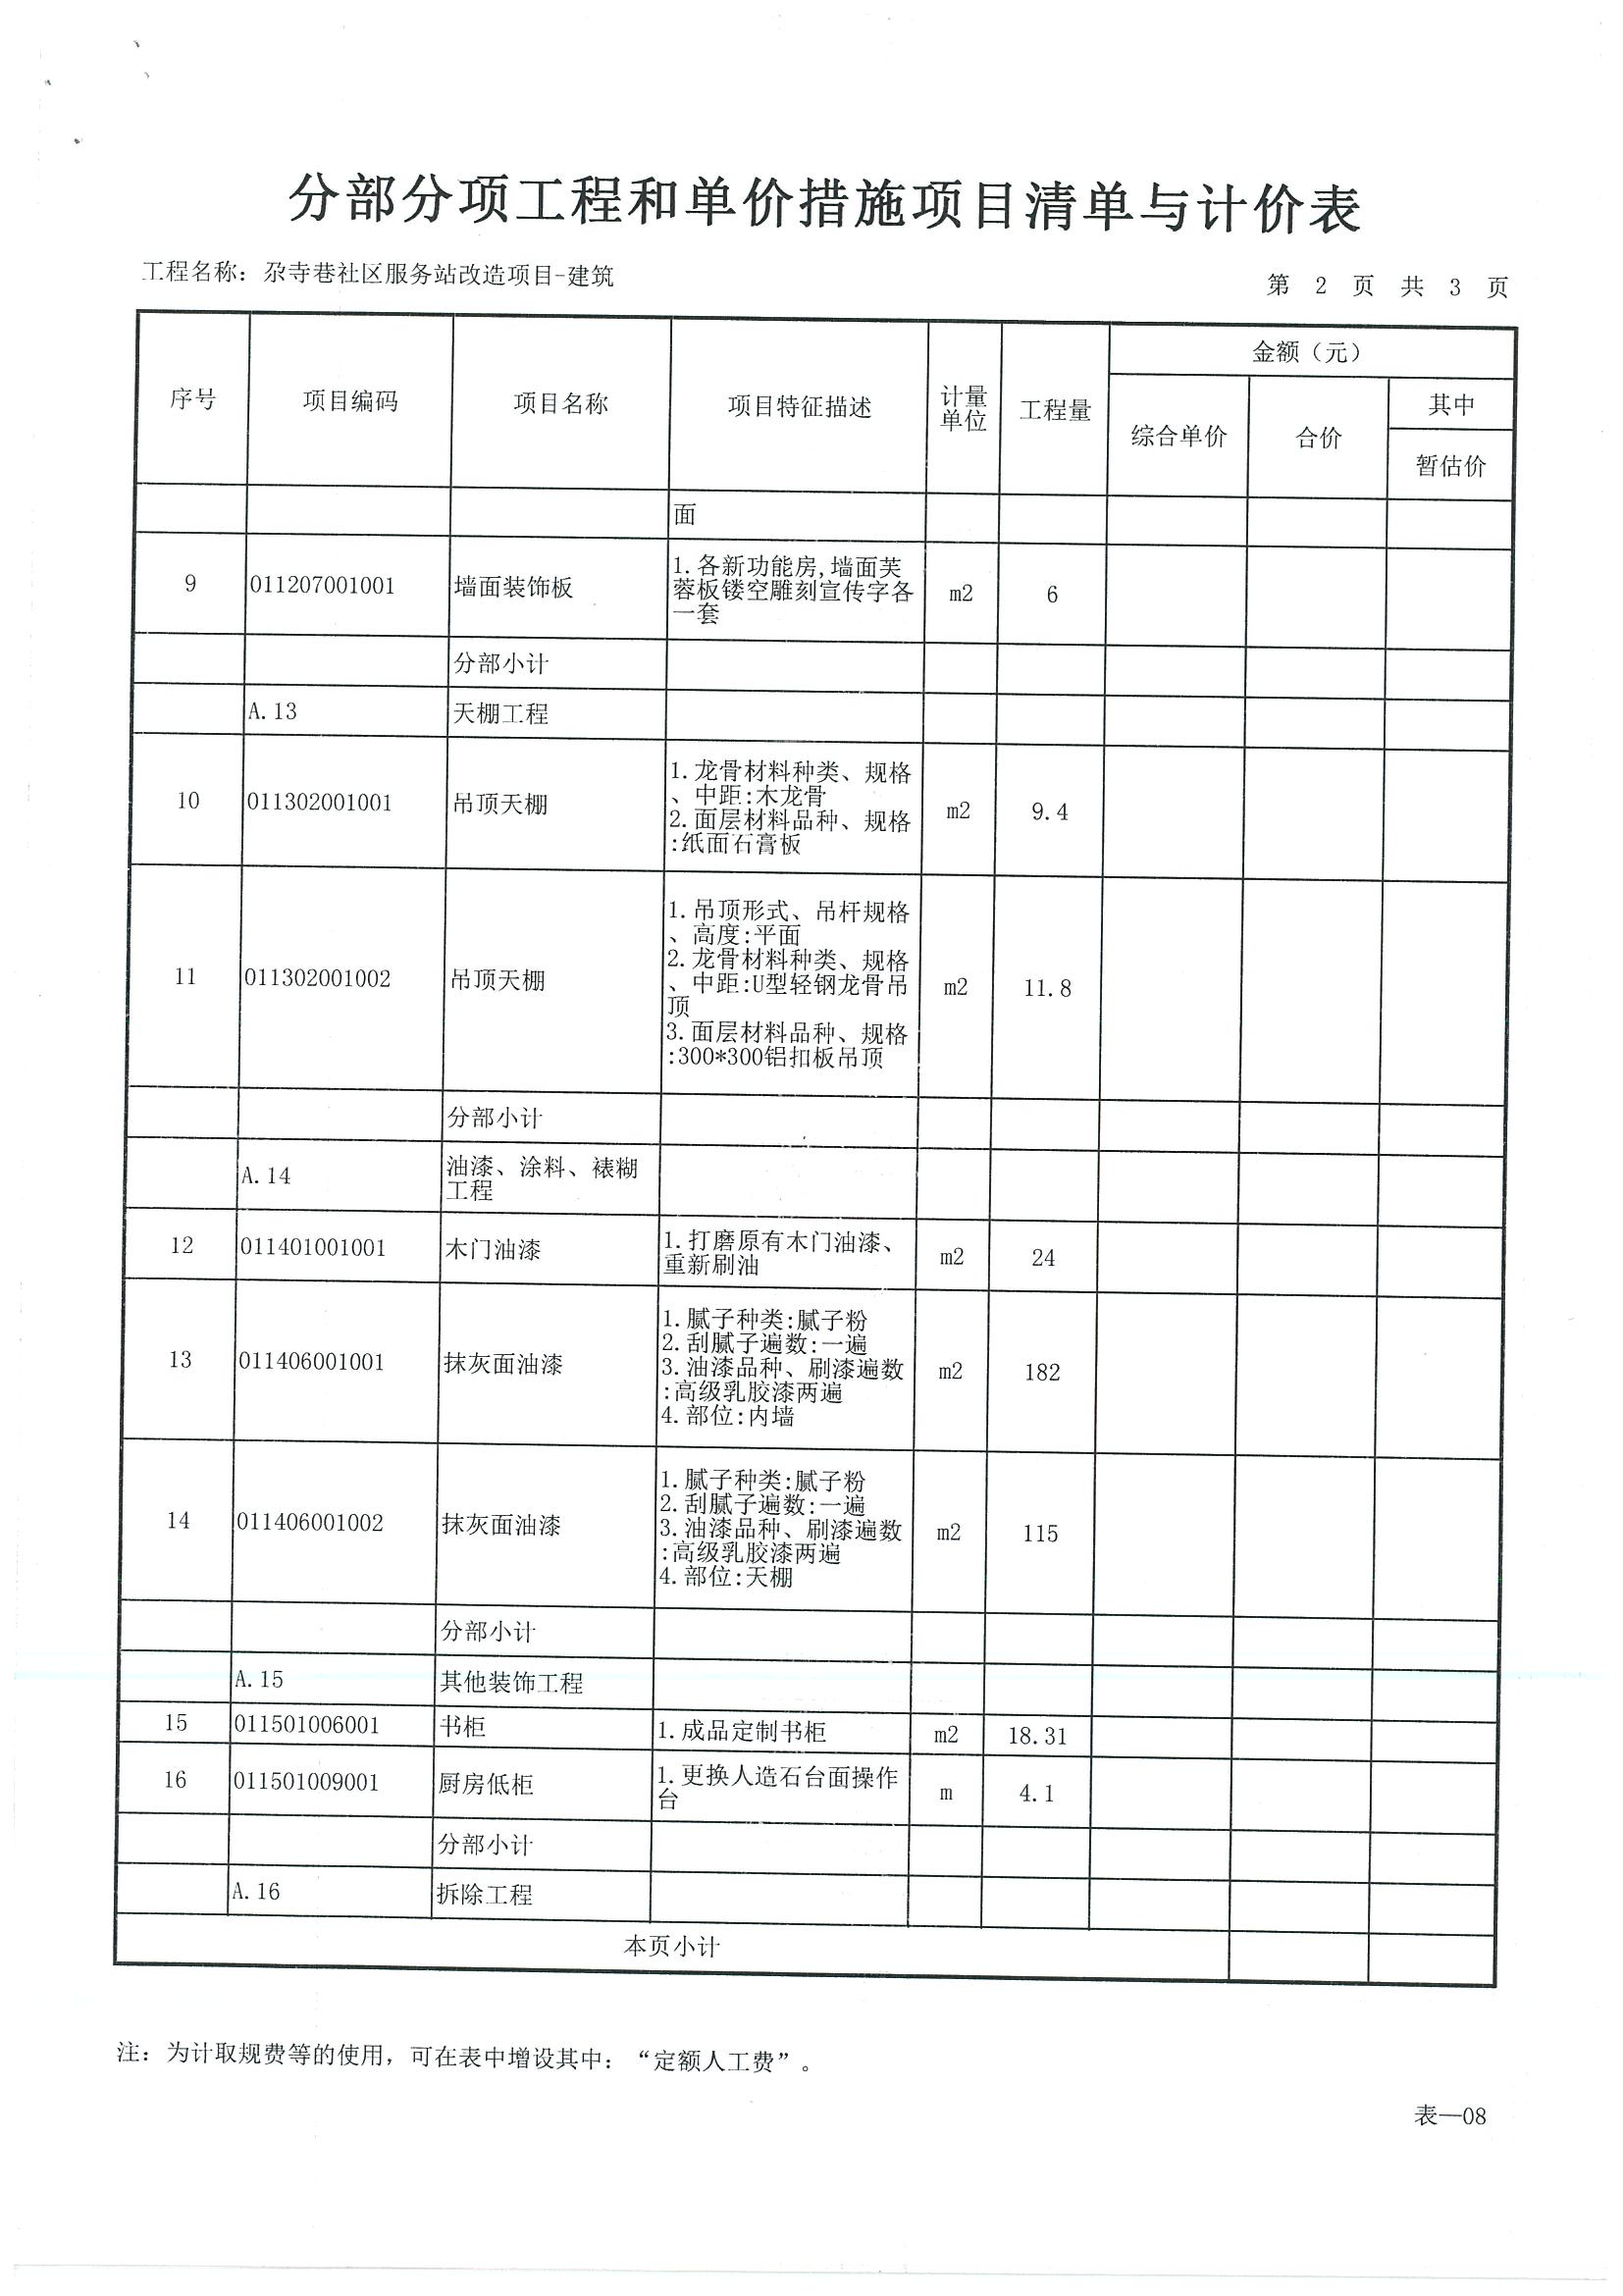 分部分项工程和单价措施项目清单与计价表
工程名称：尕寺巷社区服务站改造项目-建筑
第 2 页 共 3 页
序号 项目编码 项目名称 项目特征描述 计量单位 工程量 金额（元）
综合单价 合价 其中
暂估价
面
9 011207001001 墙面装饰板 1.各新功能房,墙面芙
蓉板镂空雕刻宣传字各
一套 m2 6
分部小计
A.13 天棚工程
10 011302001001 吊顶天棚 1.龙骨材料种类、规格
、中距:木龙骨
2.面层材料品种、规格
:纸面石膏板 m2 9.4
11 011302001002 吊顶天棚 1.吊顶形式、吊杆规格
、高度:平面
2.龙骨材料种类、规格
、中距:U型轻钢龙骨吊
顶
3.面层材料品种、规格
:300*300铝扣板吊顶 m2 11.8
分部小计
A.14 油漆、涂料、裱糊
工程
12 011401001001 木门油漆 1.打磨原有木门油漆、
重新刷油 m2 24
13 011406001001 抹灰面油漆 1.腻子种类:腻子粉
2.刮腻子遍数:一遍
3.油漆品种、刷漆遍数
:高级乳胶漆两遍
4.部位:内墙 m2 182
14 011406001002 抹灰面油漆 1.腻子种类:腻子粉
2.刮腻子遍数:一遍
3.油漆品种、刷漆遍数
:高级乳胶漆两遍
4.部位:天棚 m2 115
分部小计
A.15 其他装饰工程
15 011501006001 书柜 1.成品定制书柜 m2 18.31
16 011501009001 厨房低柜 1.更换人造石台面操作
台 m 4.1
分部小计
A.16 拆除工程
本页小计
注：为计取规费等的使用，可在表中增设其中：“定额人工费”。
表—08